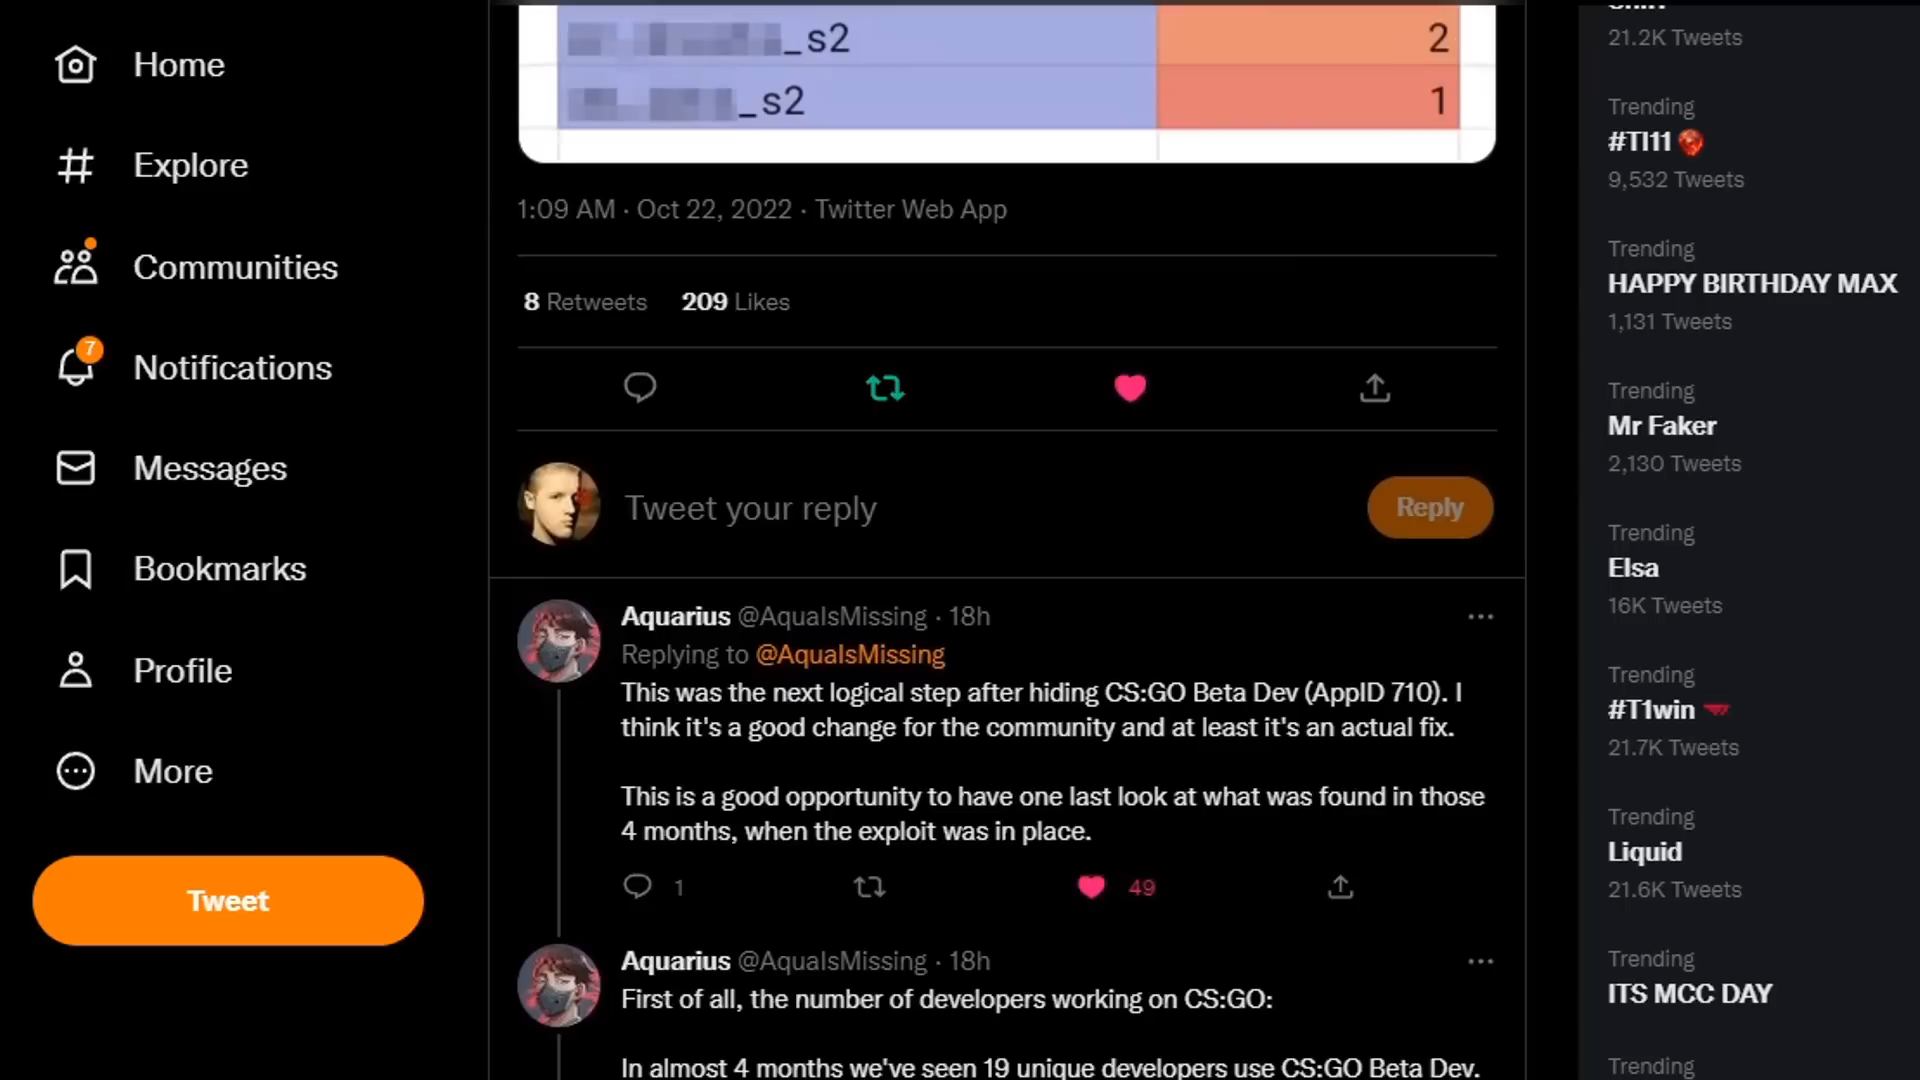 Home
Explore
Communities
7
Notifications
Messages
Bookmarks
Profile
More
Tweet
_s2 2
_s2 1
1:09 AM · Oct 22, 2022 · Twitter Web App
8 Retweets 209 Likes
Tweet your reply
Reply
Aquarius @AquaIsMissing · 18h
Replying to @AquaIsMissing
This was the next logical step after hiding CS:GO Beta Dev (AppID 710). I
think it's a good change for the community and at least it's an actual fix.
This is a good opportunity to have one last look at what was found in those
4 months, when the exploit was in place.
1 49
Aquarius @AquaIsMissing · 18h
First of all, the number of developers working on CS:GO:
In almost 4 months we've seen 19 unique developers use CS:GO Beta Dev.
21.2K Tweets
Trending
#TI11
9,532 Tweets
Trending
HAPPY BIRTHDAY MAX
1,131 Tweets
Trending
Mr Faker
2,130 Tweets
Trending
Elsa
16K Tweets
Trending
#T1win
21.7K Tweets
Trending
Liquid
21.6K Tweets
Trending
ITS MCC DAY
Trending